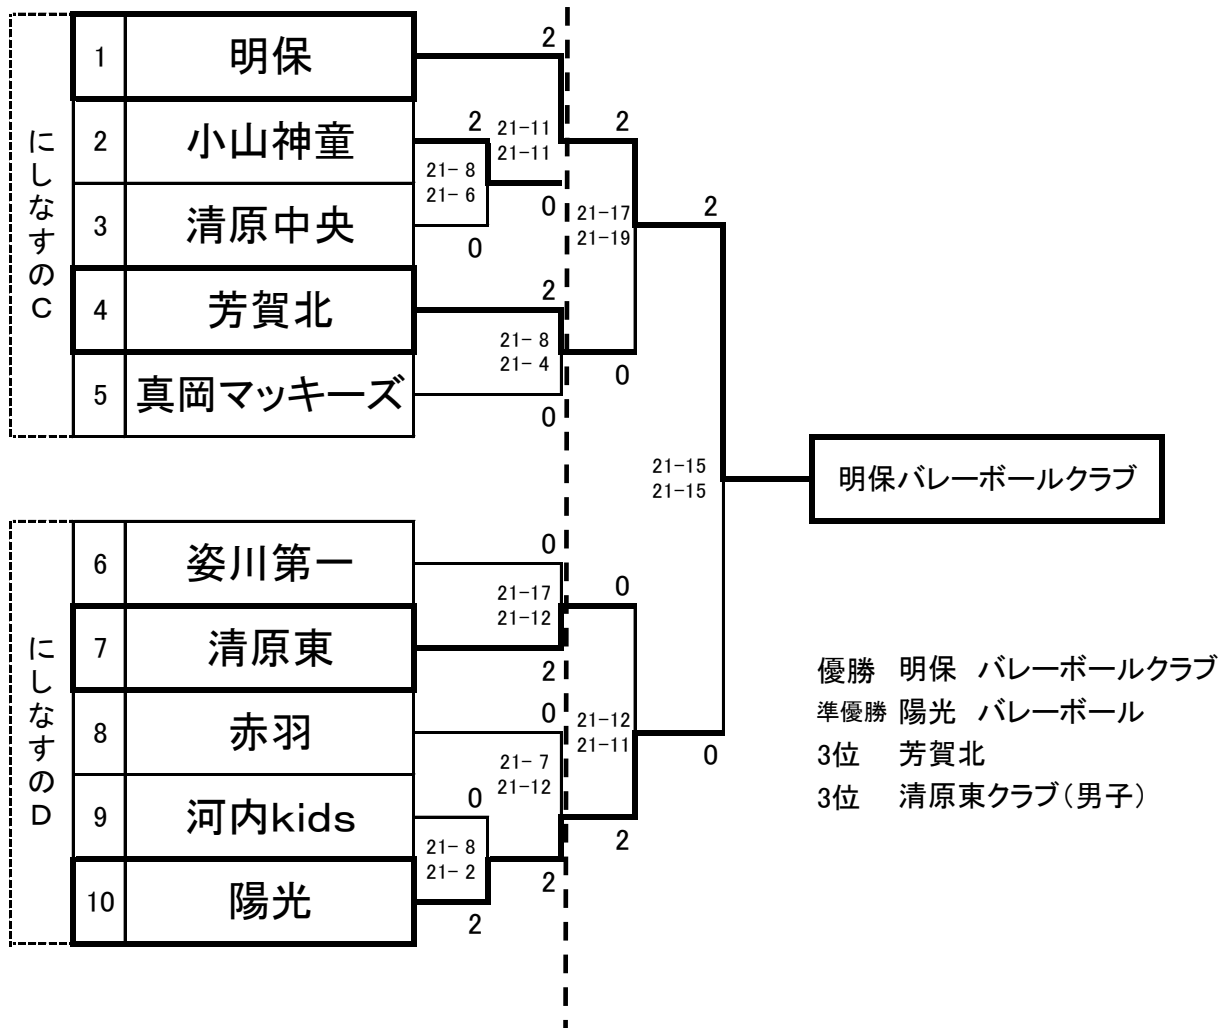 にしなすのC
1 明保
2 小山神童
3 清原中央
4 芳賀北
5 真岡マッキーズ
2
2
21-11
21-11
21- 8
21- 6
0
0
2
21- 8
21- 4
0
2
21-17
21-19
0
2
21-15
21-15
明保バレーボールクラブ
にしなすのD
6 姿川第一
7 清原東
8 赤羽
9 河内kids
10 陽光
0
21-17
21-12
2
0
21- 7
21-12
0
21- 8
21- 2
2
2
0
21-12
21-11
2
0
優勝 明保 バレーボールクラブ
準優勝 陽光 バレーボール
3位 芳賀北
3位 清原東クラブ(男子)